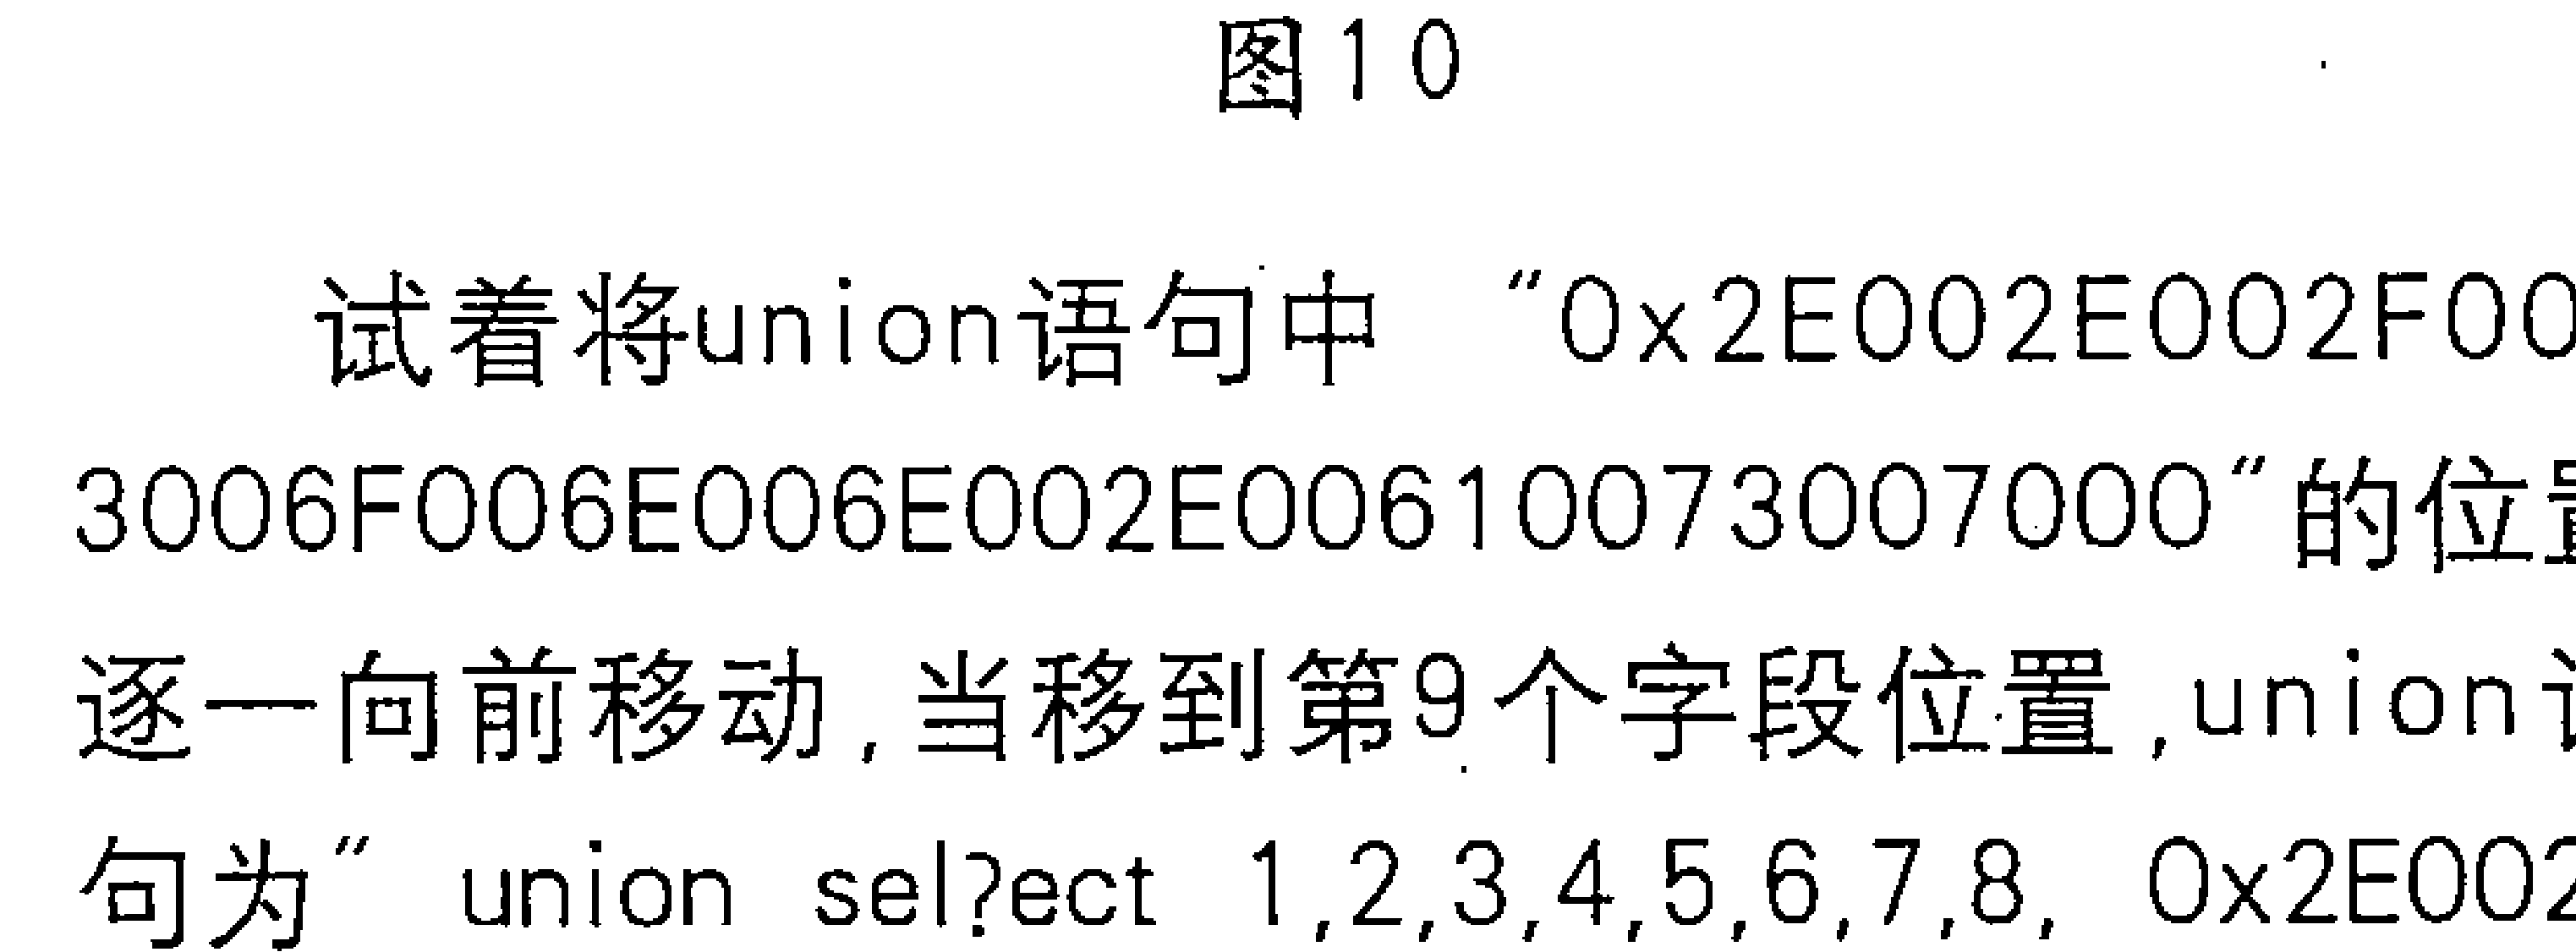 图10
试着将union语句中 “0x2E002E002F00
3006F006E006E002E00610073007000“的位置
逐一向前移动,当移到第9个字段位置,union
句为” union sel?ect 1,2,3,4,5,6,7,8, 0x2E002